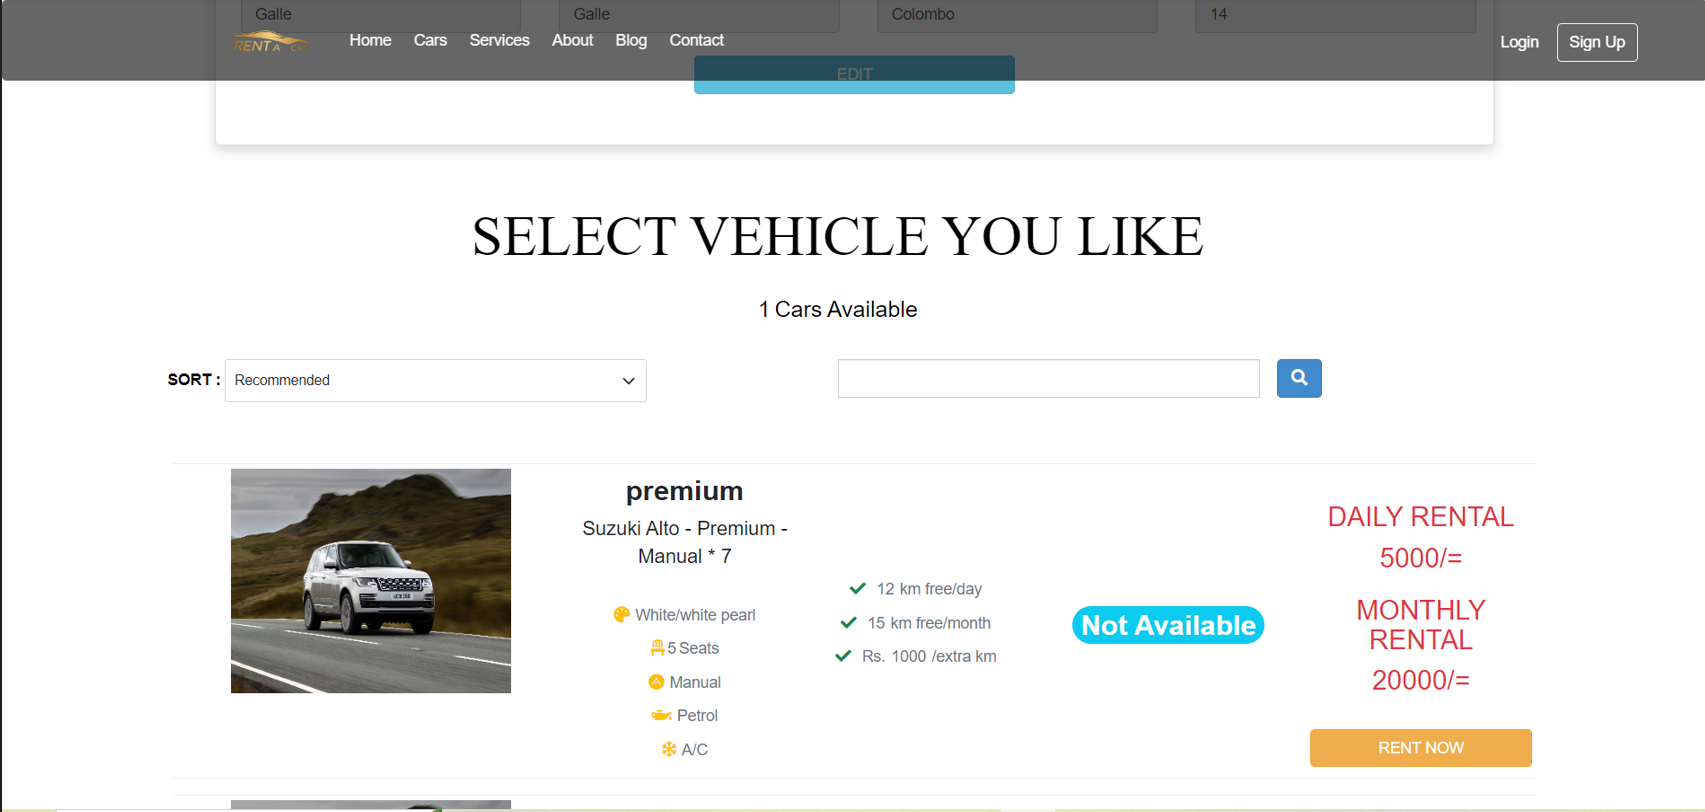 Galle Galle Colombo 14
RENT A CAR Home Cars Services About Blog Contact Login Sign Up
EDIT
SELECT VEHICLE YOU LIKE
1 Cars Available
SORT : Recommended
premium
Suzuki Alto - Premium -
Manual * 7
White/white pearl
5 Seats
Manual
Petrol
A/C
12 km free/day
15 km free/month
Rs. 1000 /extra km
Not Available
DAILY RENTAL
5000/=
MONTHLY
RENTAL
20000/=
RENT NOW